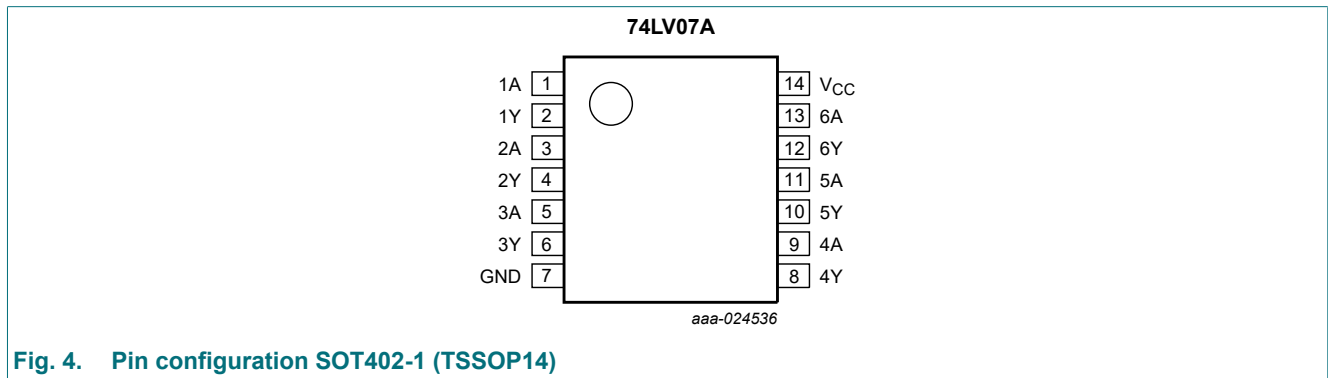 74LV07A
1A 1 14 VCC
1Y 2 13 6A
2A 3 12 6Y
2Y 4 11 5A
3A 5 10 5Y
3Y 6 9 4A
GND 7 8 4Y
aaa-024536
Fig. 4. Pin configuration SOT402-1 (TSSOP14)